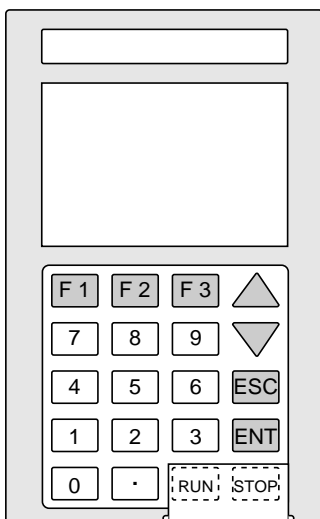 F 1 F 2 F 3
7 8 9
4 5 6 ESC
1 2 3 ENT
0 . RUN STOP